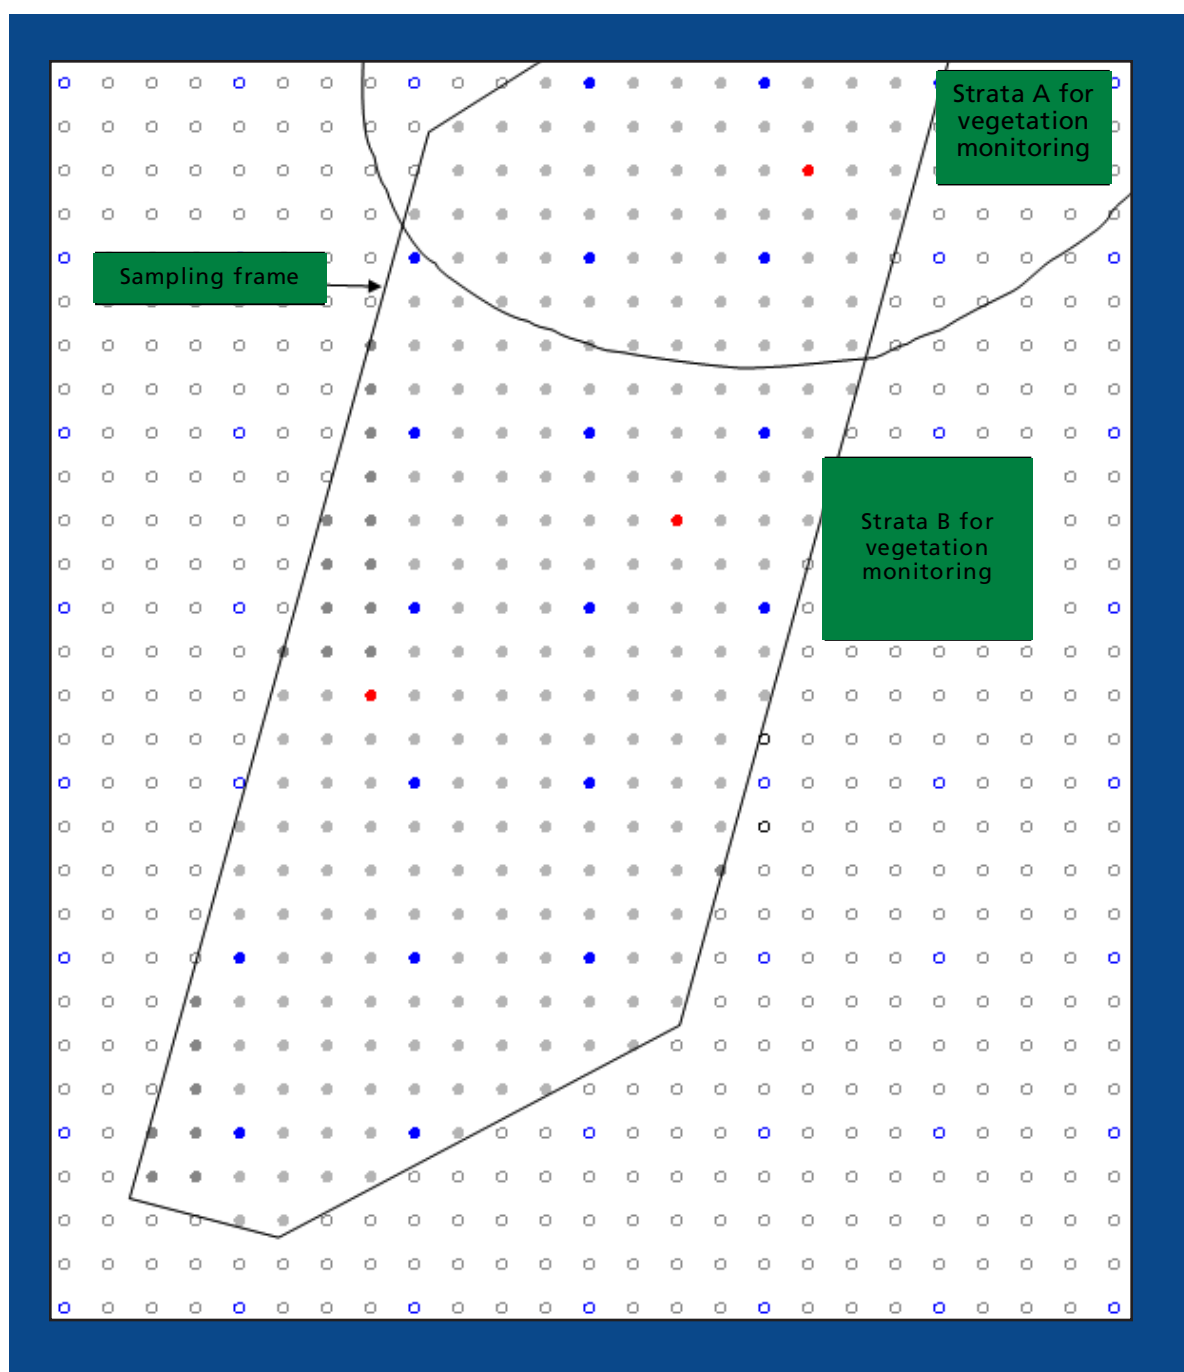 Strata A for
vegetation
monitoring
Sampling frame
Strata B for
vegetation
monitoring